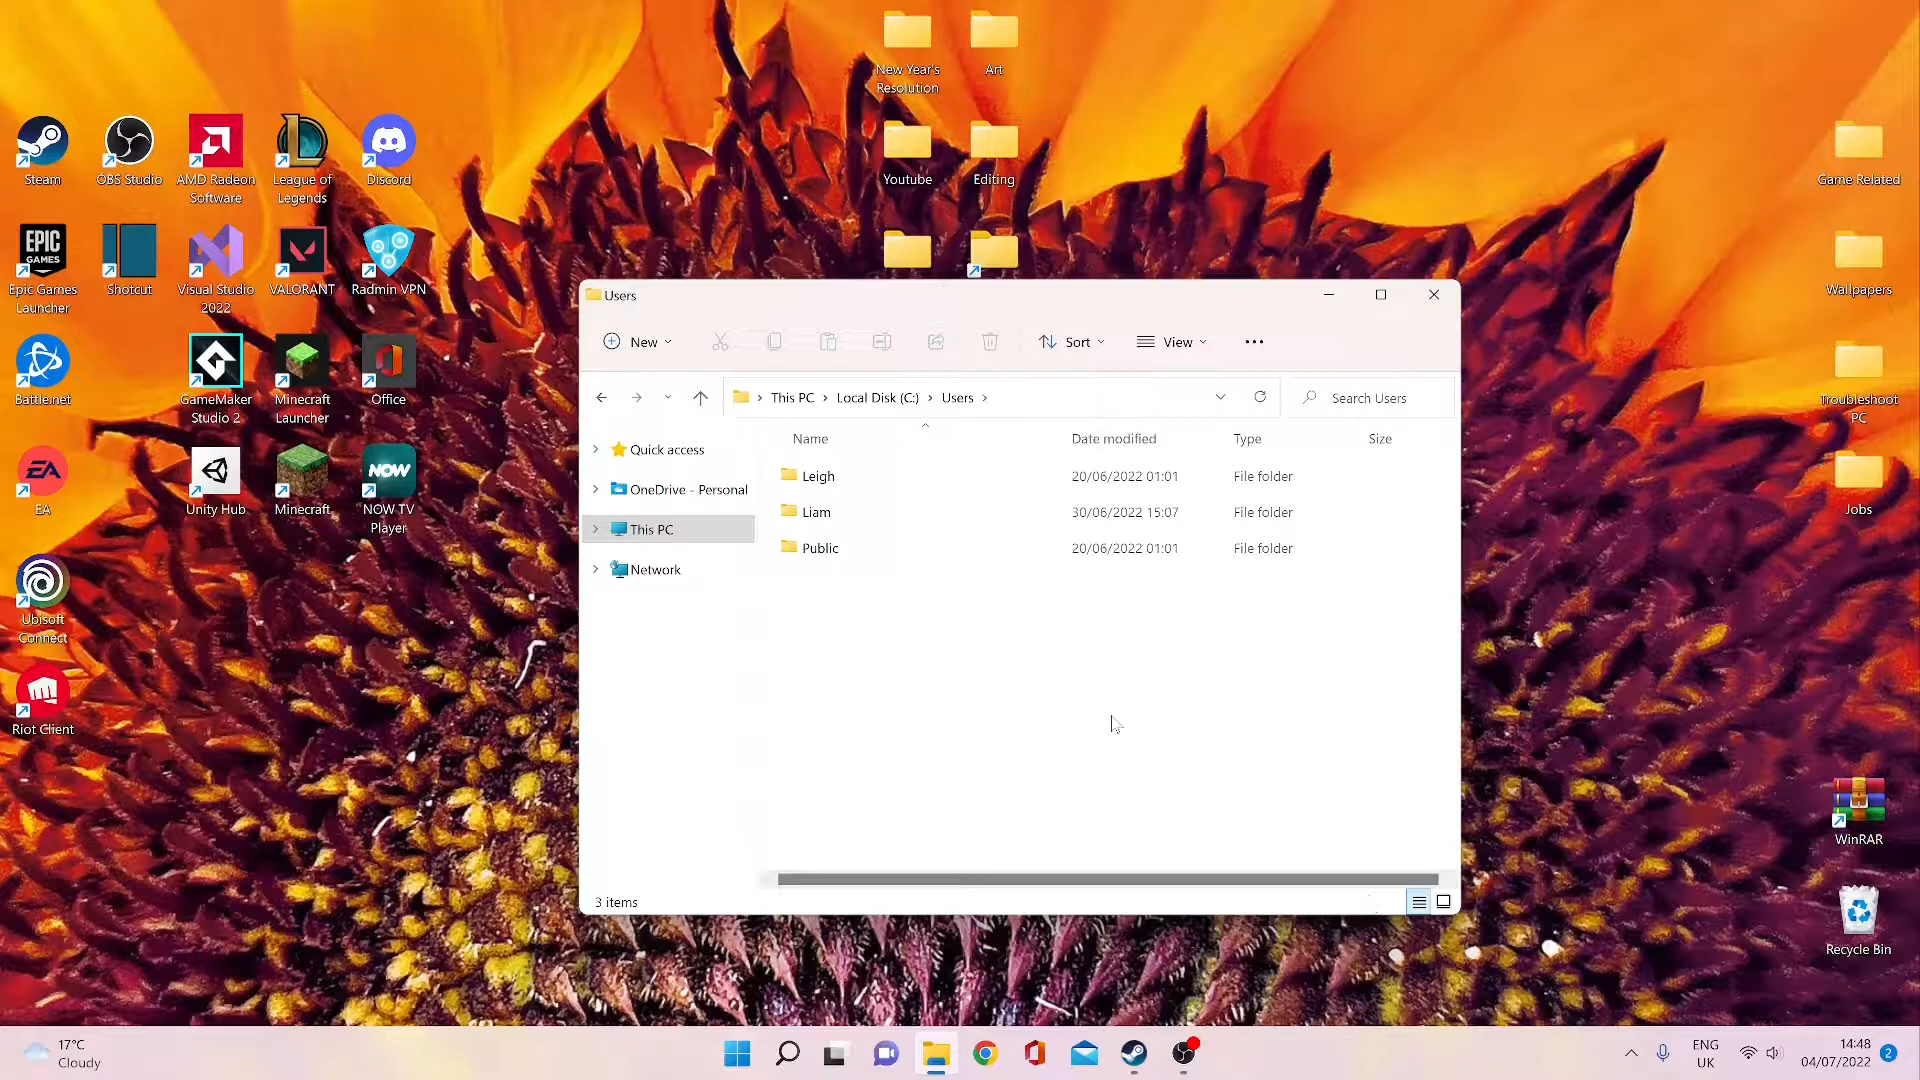 New Year's
Resolution
Art
Youtube
Editing
Steam
OBS Studio
AMD Radeon
Software
League of
Legends
Discord
EPIC
GAMES
Epic Games
Launcher
Shotcut
Visual Studio
2022
VALORANT
Radmin VPN
Battle.net
GameMaker
Studio 2
Minecraft
Launcher
Office
EA
EA
Unity Hub
Minecraft
NOW
NOW TV
Player
Ubisoft
Connect
Riot Client
Users
New
Sort
View
This PC
Local Disk (C:)
Users
Search Users
Name
Date modified
Type
Size
Quick access
OneDrive - Personal
This PC
Network
Leigh
20/06/2022 01:01
File folder
Liam
30/06/2022 15:07
File folder
Public
20/06/2022 01:01
File folder
3 items
Game Related
Wallpapers
Troubleshoot
PC
Jobs
WinRAR
Recycle Bin
17°C
Cloudy
ENG
UK
14:48
04/07/2022
2